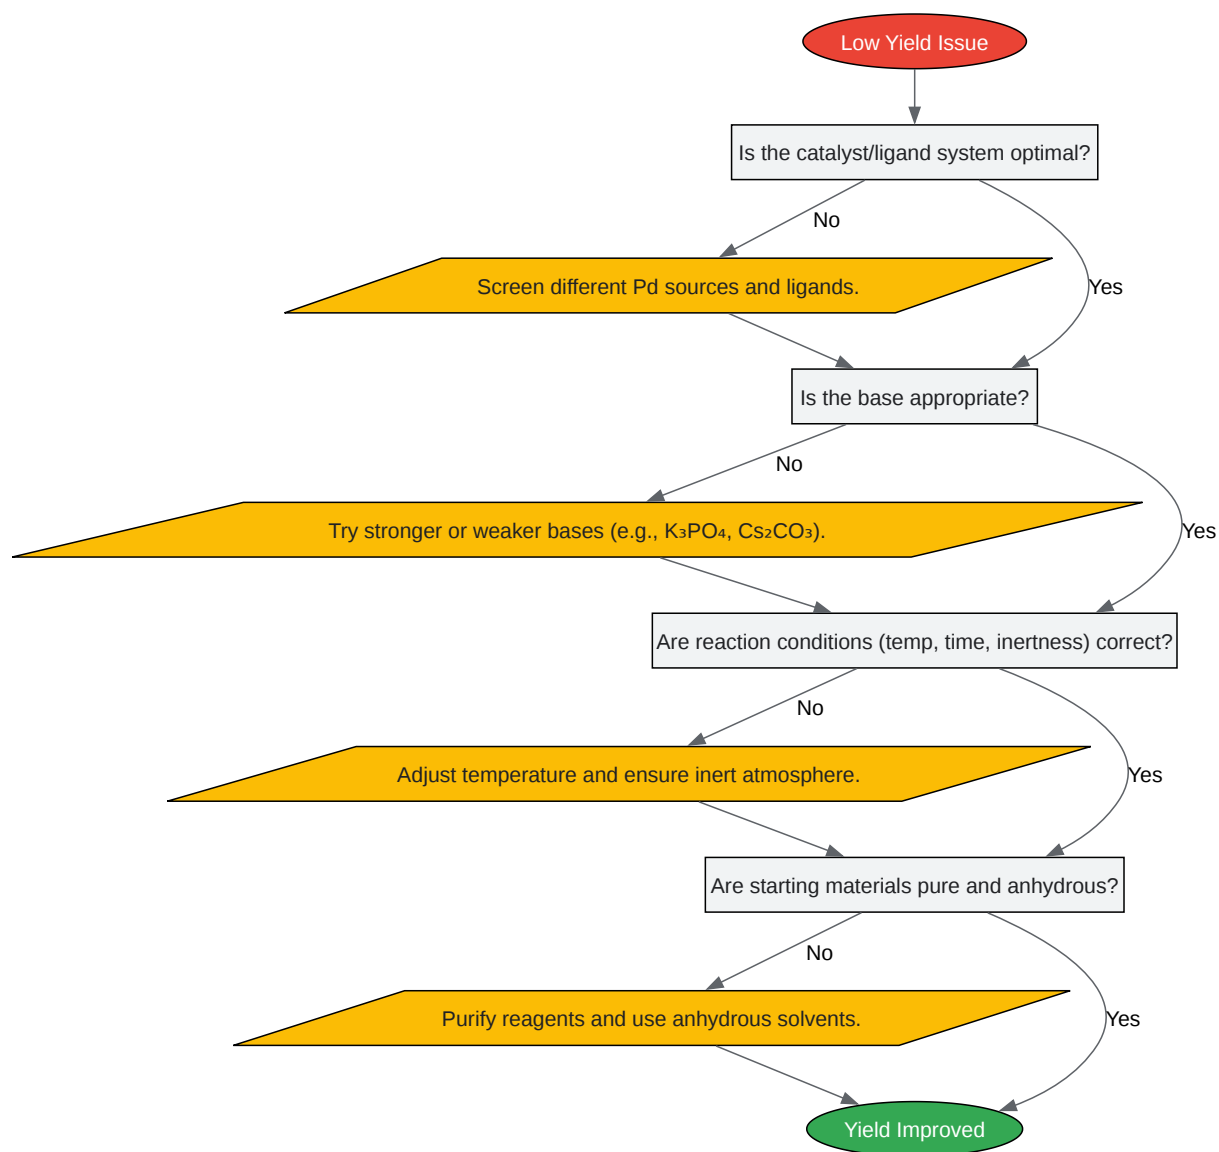 Low Yield Issue
Is the catalyst/ligand system optimal?
No
Screen different Pd sources and ligands.
Yes
Is the base appropriate?
No
Try stronger or weaker bases (e.g., K₃PO₄, Cs₂CO₃).
Yes
Are reaction conditions (temp, time, inertness) correct?
No
Adjust temperature and ensure inert atmosphere.
Yes
Are starting materials pure and anhydrous?
No
Purify reagents and use anhydrous solvents.
Yes
Yield Improved